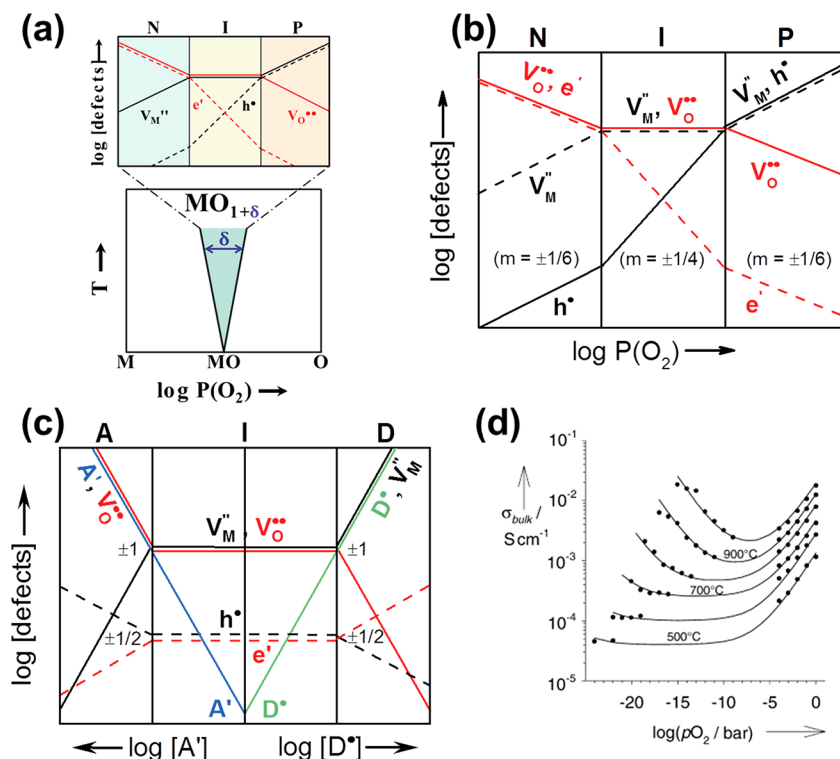 (a)
N I P
log [defects]
V_M'' e' h• V_O••
MO1+δ
δ
T
M MO O
log P(O2)
(b)
N I P
V_O••, e' V_M'', V_O•• V_M'', h•
V_M'' V_O••
log [defects]
(m = ±1/6) (m = ±1/4) (m = ±1/6)
h• e'
log P(O2)
(c)
A I D
A', V_O•• V_M'', V_O•• D•, V_M''
±1 ±1
h•
±1/2 ±1/2
e'
A' D•
log [defects]
log [A'] log [D•]
(d)
10^-1
10^-2
10^-3
10^-4
10^-5
σbulk /
S cm^-1
900°C
700°C
500°C
-20 -15 -10 -5 0
log(pO2 / bar)